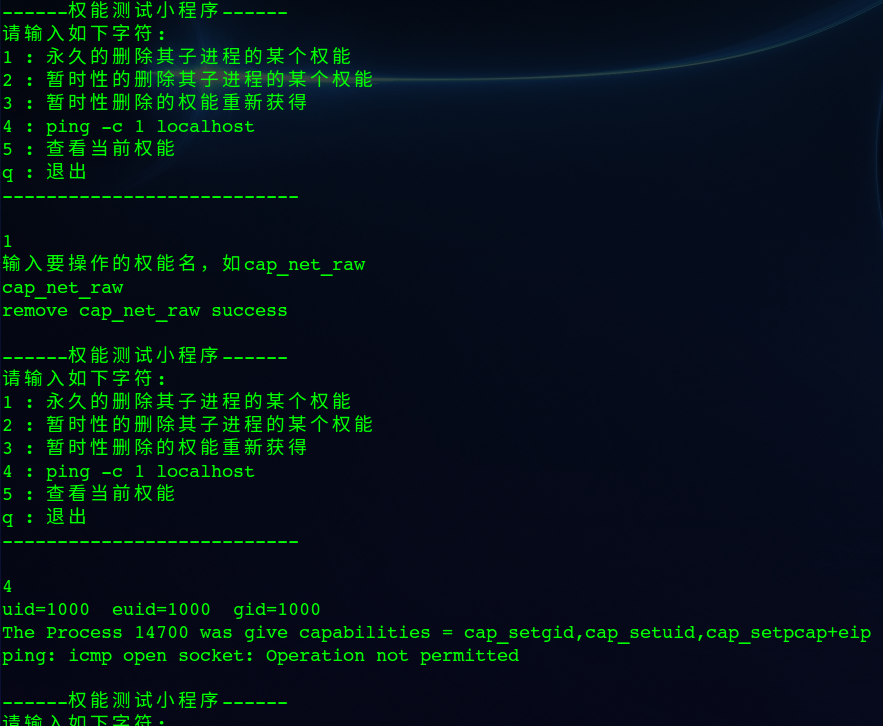 ------权能测试小程序------
请输入如下字符:
1 : 永久的删除其子进程的某个权能
2 : 暂时性的删除其子进程的某个权能
3 : 暂时性删除的权能重新获得
4 : ping -c 1 localhost
5 : 查看当前权能
q : 退出
---------------------------
1
输入要操作的权能名，如cap_net_raw
cap_net_raw
remove cap_net_raw success
------权能测试小程序------
请输入如下字符:
1 : 永久的删除其子进程的某个权能
2 : 暂时性的删除其子进程的某个权能
3 : 暂时性删除的权能重新获得
4 : ping -c 1 localhost
5 : 查看当前权能
q : 退出
---------------------------
4
uid=1000  euid=1000  gid=1000
The Process 14700 was give capabilities = cap_setgid,cap_setuid,cap_setpcap+eip
ping: icmp open socket: Operation not permitted
------权能测试小程序------
请输入如下字符: